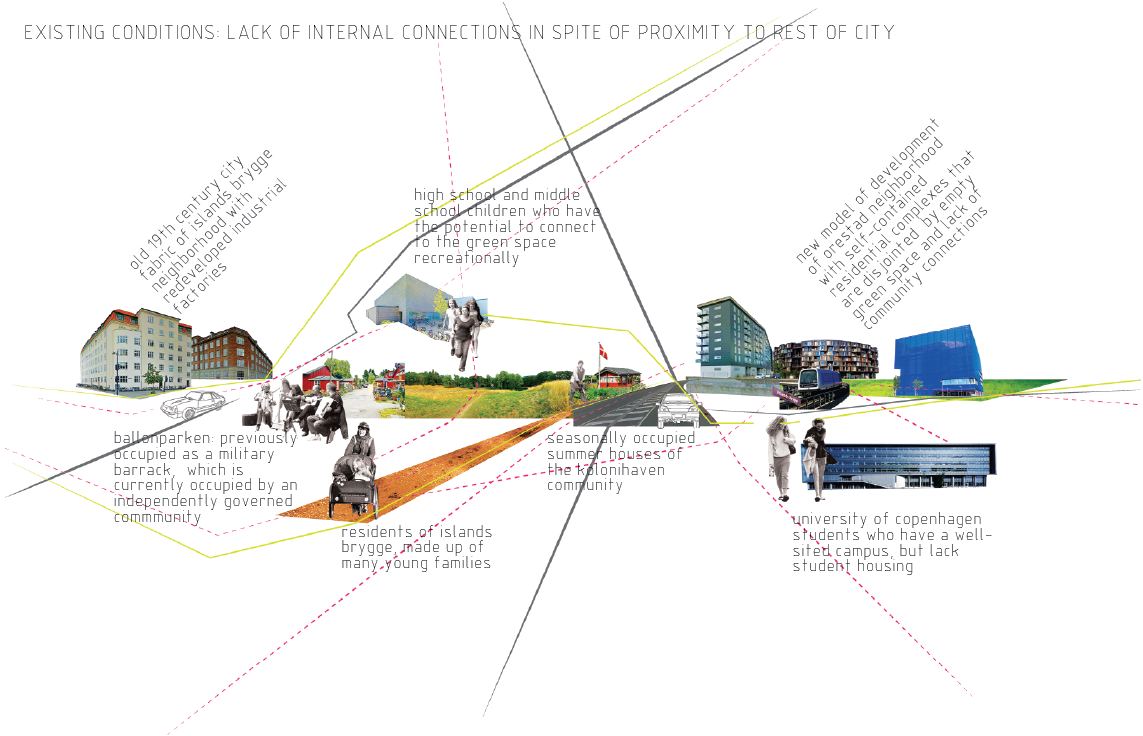 EXISTING CONDITIONS: LACK OF INTERNAL CONNECTIONS IN SPITE OF PROXIMITY TO REST OF CITY
old 19th century city
fabric of islands brygge
neighborhood with
redeveloped industrial
factories
high school and middle
school children who have
the potential to connect
to the green space
recreationally
new model of development
of orestad neighborhood
with self-contained
residential complexes that
are disjointed by empty
green space and lack of
community connections
ballonparken: previously
occupied as a military
barrack, which is
currently occupied by an
independently governed
commmunity
seasonally occupied
summer houses of
the kolonihaven
community
residents of islands
brygge, made up of
many young families
university of copenhagen
students who have a well-
sited campus, but lack
student housing